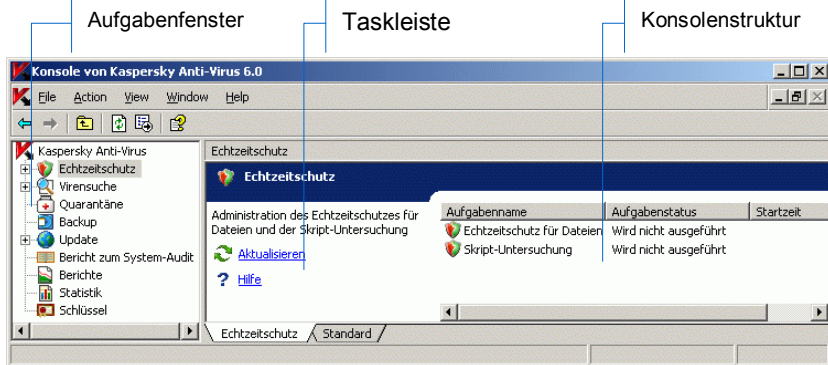 Aufgabenfenster
Taskleiste
Konsolenstruktur
Konsole von Kaspersky Anti-Virus 6.0
File Action View Window Help
Kaspersky Anti-Virus
Echtzeitschutz
Virensuche
Quarantäne
Backup
Update
Bericht zum System-Audit
Berichte
Statistik
Schlüssel
Echtzeitschutz
Echtzeitschutz
Administration des Echtzeitschutzes für
Dateien und der Skript-Untersuchung
Aktualisieren
Hilfe
Aufgabenname Aufgabenstatus Startzeit
Echtzeitschutz für Dateien Wird nicht ausgeführt
Skript-Untersuchung Wird nicht ausgeführt
Echtzeitschutz Standard